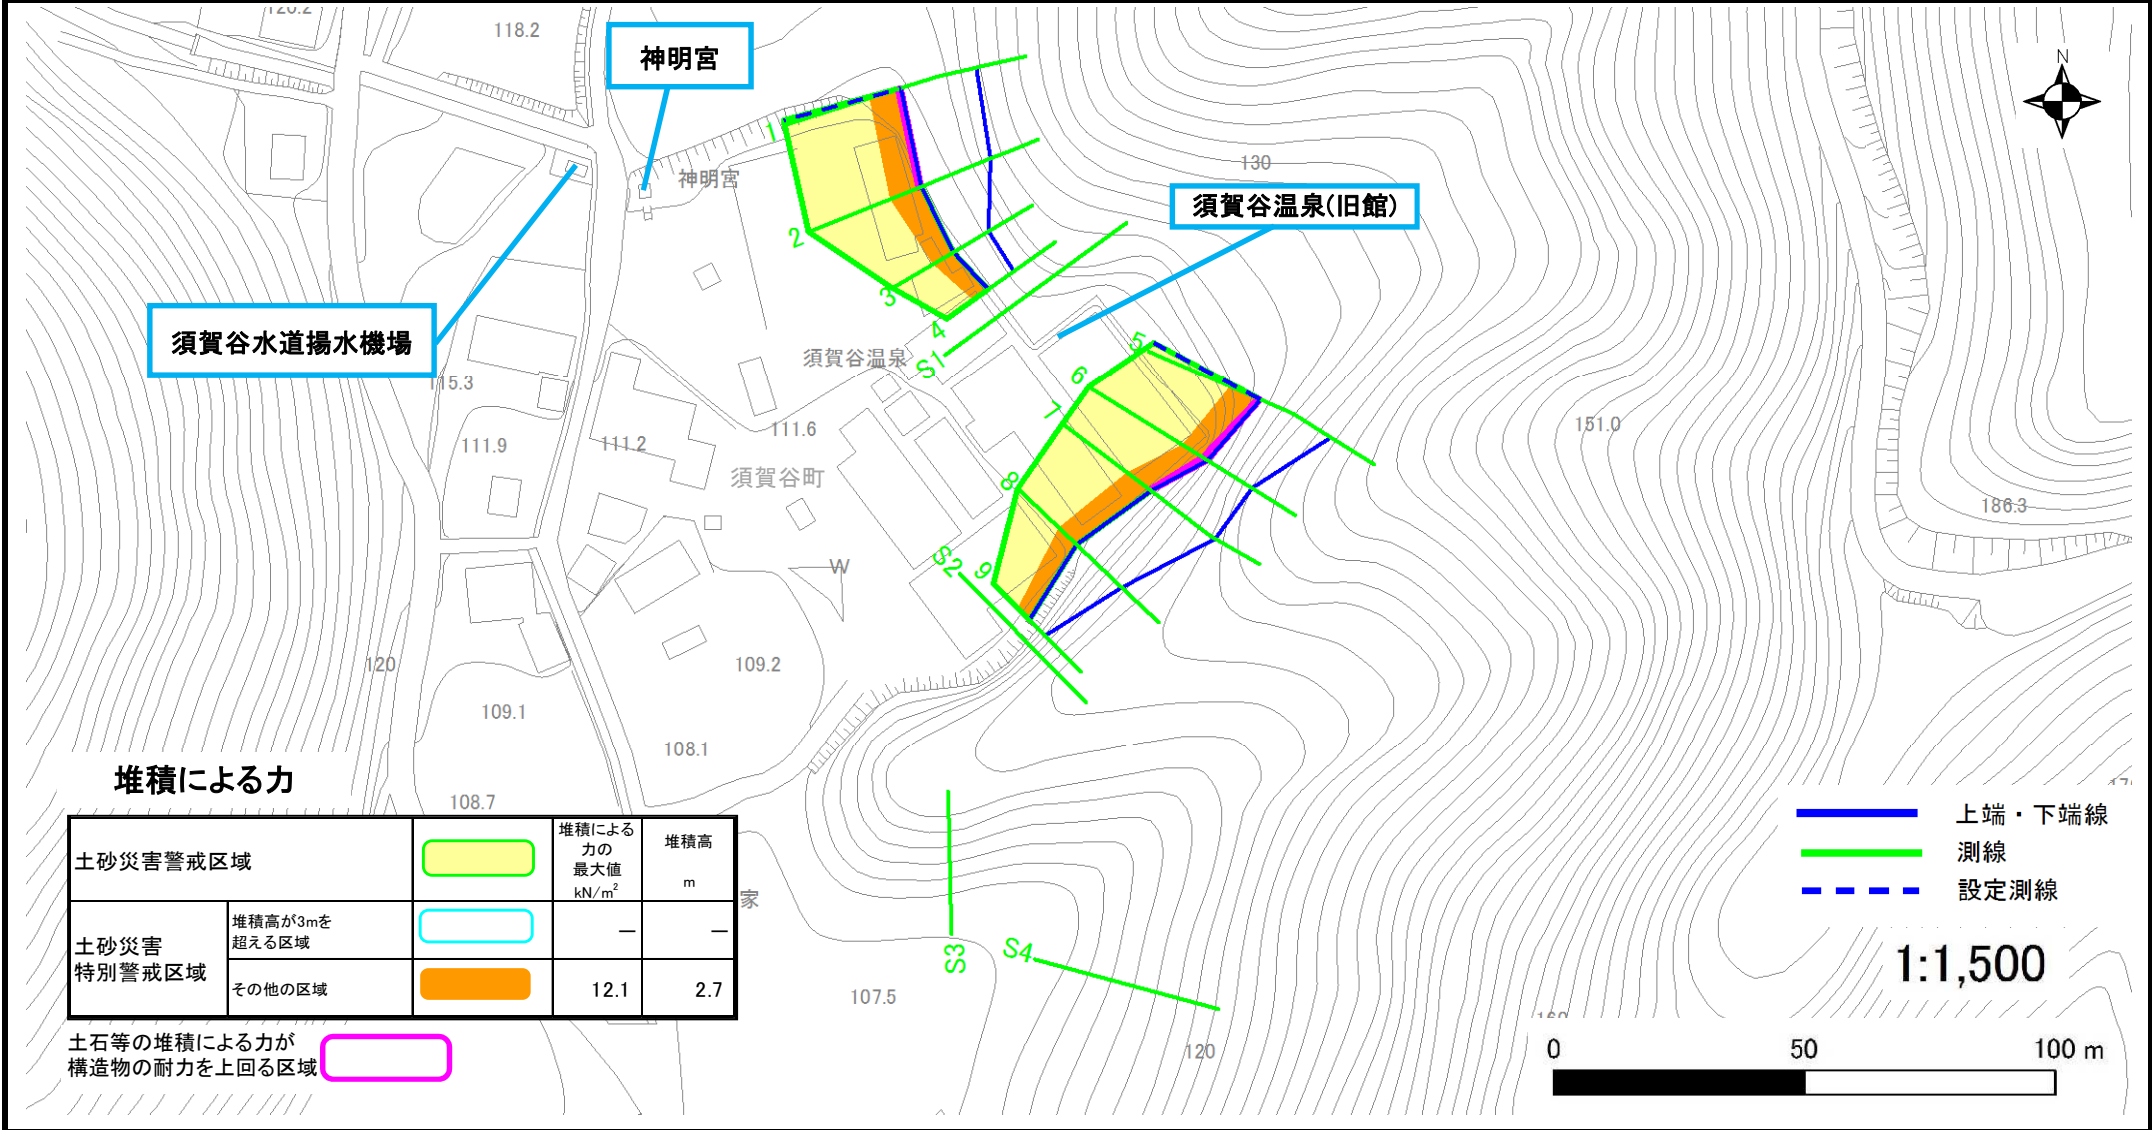 118.2
神明宮
N
130
神明宮
須賀谷温泉(旧館)
須賀谷水道揚水機場
115.3
須賀谷温泉
111.9
111.2
111.6
須賀谷町
151.0
186.3
W
120
109.2
109.1
108.1
108.7
107.5
120
家
1
2
3
4
S1
5
6
7
8
9
S2
S3
S4
堆積による力
土砂災害警戒区域
堆積による
力の
最大値
kN/m²
堆積高
m
土砂災害
特別警戒区域
堆積高が3mを
超える区域
—
—
その他の区域
12.1
2.7
土石等の堆積による力が
構造物の耐力を上回る区域
上端・下端線
測線
設定測線
1:1,500
0
50
100 m